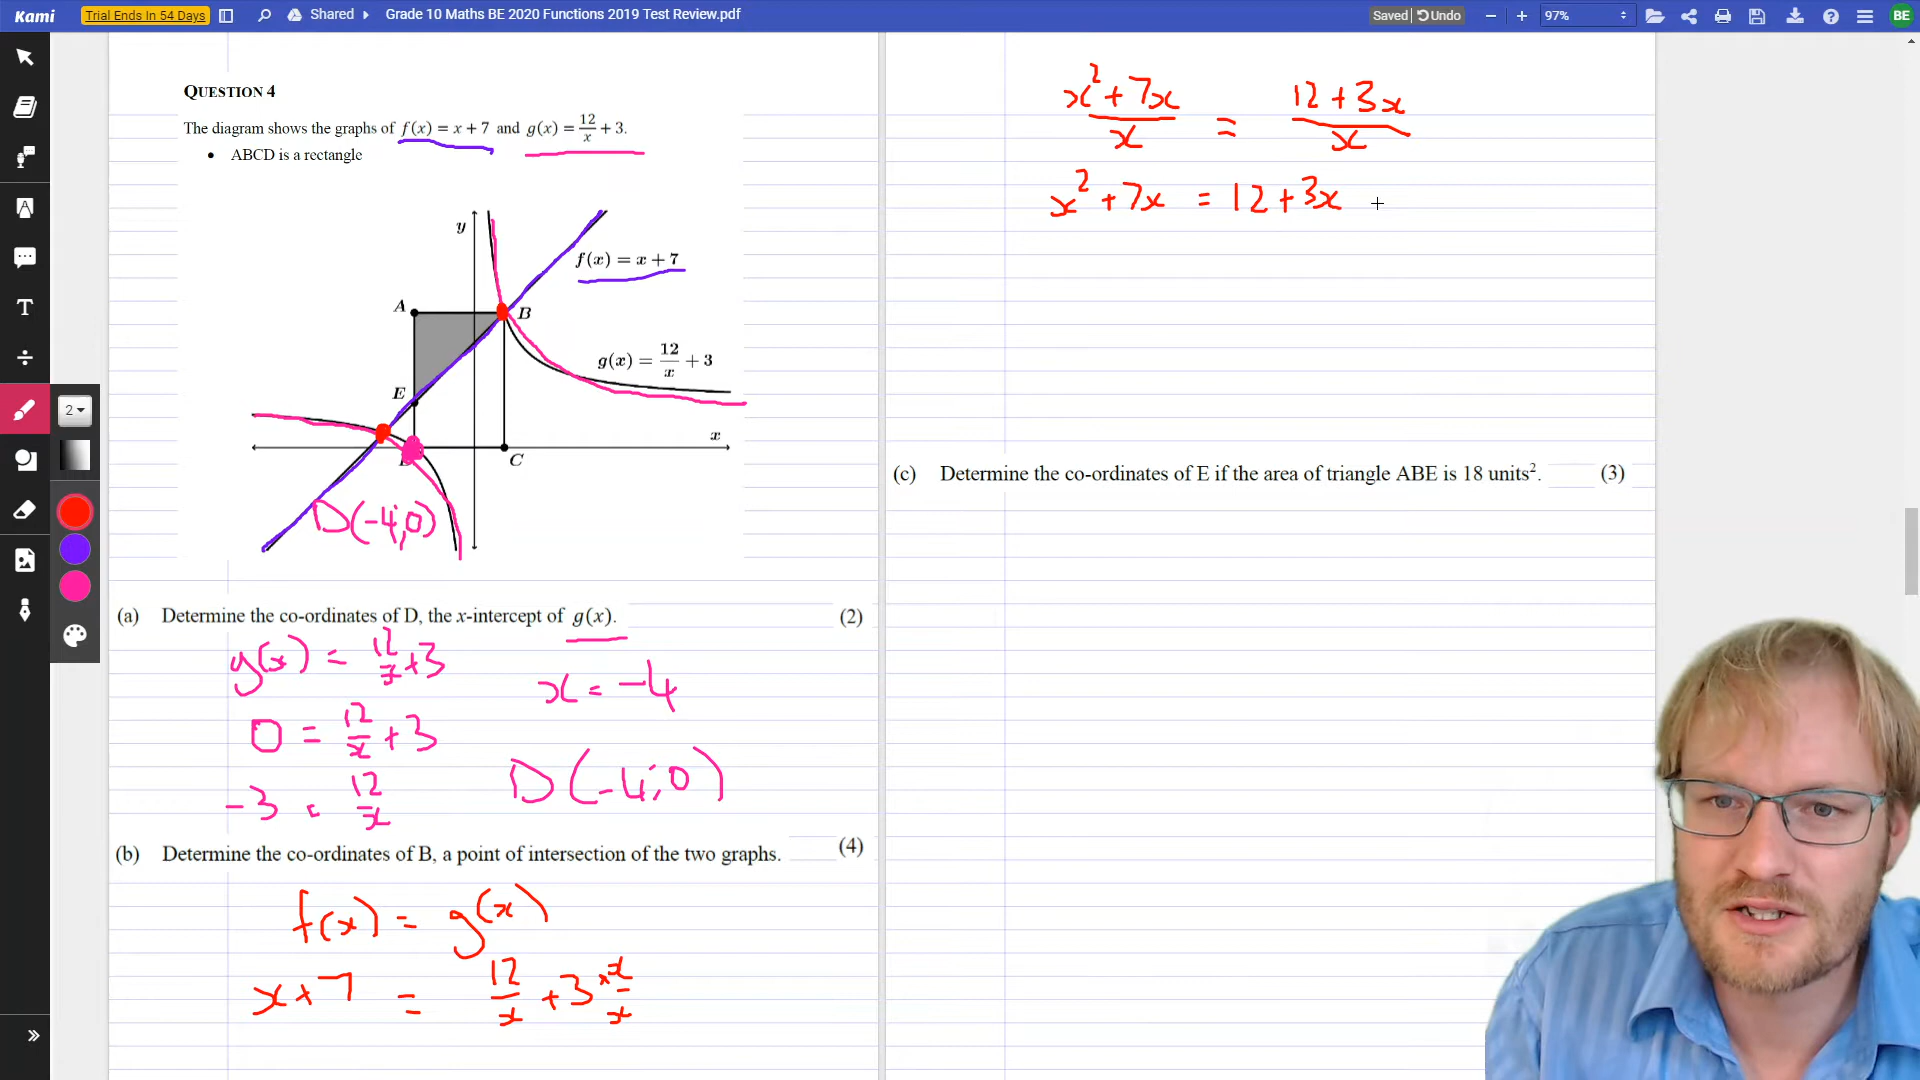 Kami Trial Ends In 54 Days Shared Grade 10 Maths BE 2020 Functions 2019 Test Review.pdf Saved Undo 97% BE
QUESTION 4
The diagram shows the graphs of f(x) = x + 7 and g(x) = 12/x + 3.
• ABCD is a rectangle
y
f(x) = x + 7
A
B
g(x) = 12/x + 3
E
x
C
D(-4;0)
(a) Determine the co-ordinates of D, the x-intercept of g(x). (2)
g(x) = 12/x + 3
0 = 12/x + 3
-3 = 12/x
x = -4
D(-4;0)
(b) Determine the co-ordinates of B, a point of intersection of the two graphs. (4)
f(x) = g(x)
x + 7 = 12/x + 3 × x/x
x² + 7x / x = 12 + 3x / x
x² + 7x = 12 + 3x
(c) Determine the co-ordinates of E if the area of triangle ABE is 18 units². (3)
2
T